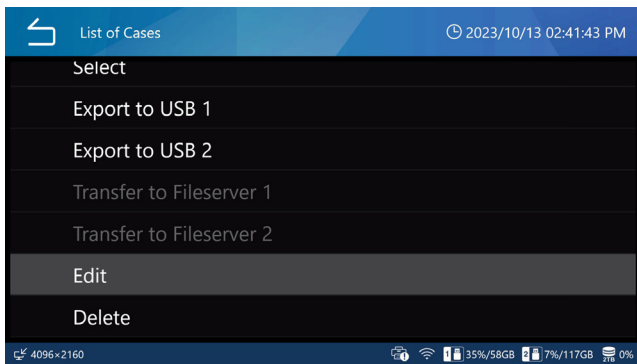 List of Cases
2023/10/13 02:41:43 PM
Select
Export to USB 1
Export to USB 2
Transfer to Fileserver 1
Transfer to Fileserver 2
Edit
Delete
4096×2160 1 35%/58GB 2 7%/117GB 2TB 0%